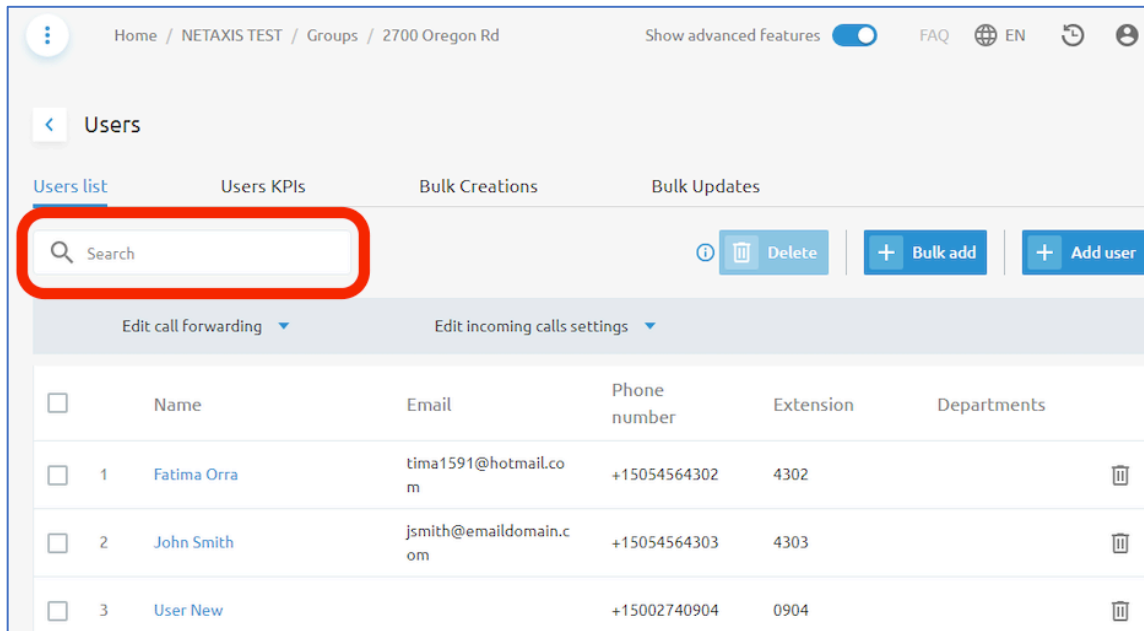 Home / NETAXIS TEST / Groups / 2700 Oregon Rd Show advanced features FAQ EN
Users
Users list Users KPIs Bulk Creations Bulk Updates
Search Delete Bulk add Add user
Edit call forwarding Edit incoming calls settings
Name Email Phone number Extension Departments
1 Fatima Orra tima1591@hotmail.co
m +15054564302 4302
2 John Smith jsmith@emaildomain.c
om +15054564303 4303
3 User New +15002740904 0904